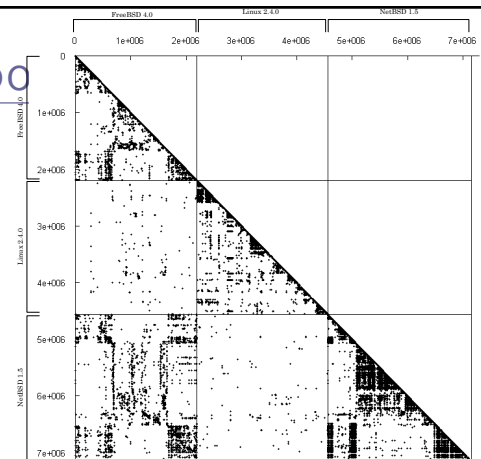 FreeBSD 4.0 Linux 2.4.0 NetBSD 1.5
0 1e+006 2e+006 3e+006 4e+006 5e+006 6e+006 7e+006
0
1e+006
2e+006
3e+006
4e+006
5e+006
6e+006
7e+006
FreeBSD 4.0
Linux 2.4.0
NetBSD 1.5